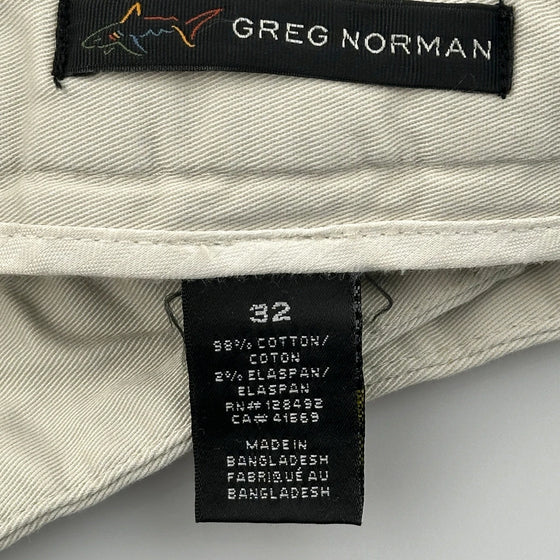 GREG NORMAN
32
98% COTTON/
COTON
2% ELASPAN/
ELASPAN
RN# 128492
CA# 41569
MADE IN
BANGLADESH
FABRIQUÉ AU
BANGLADESH